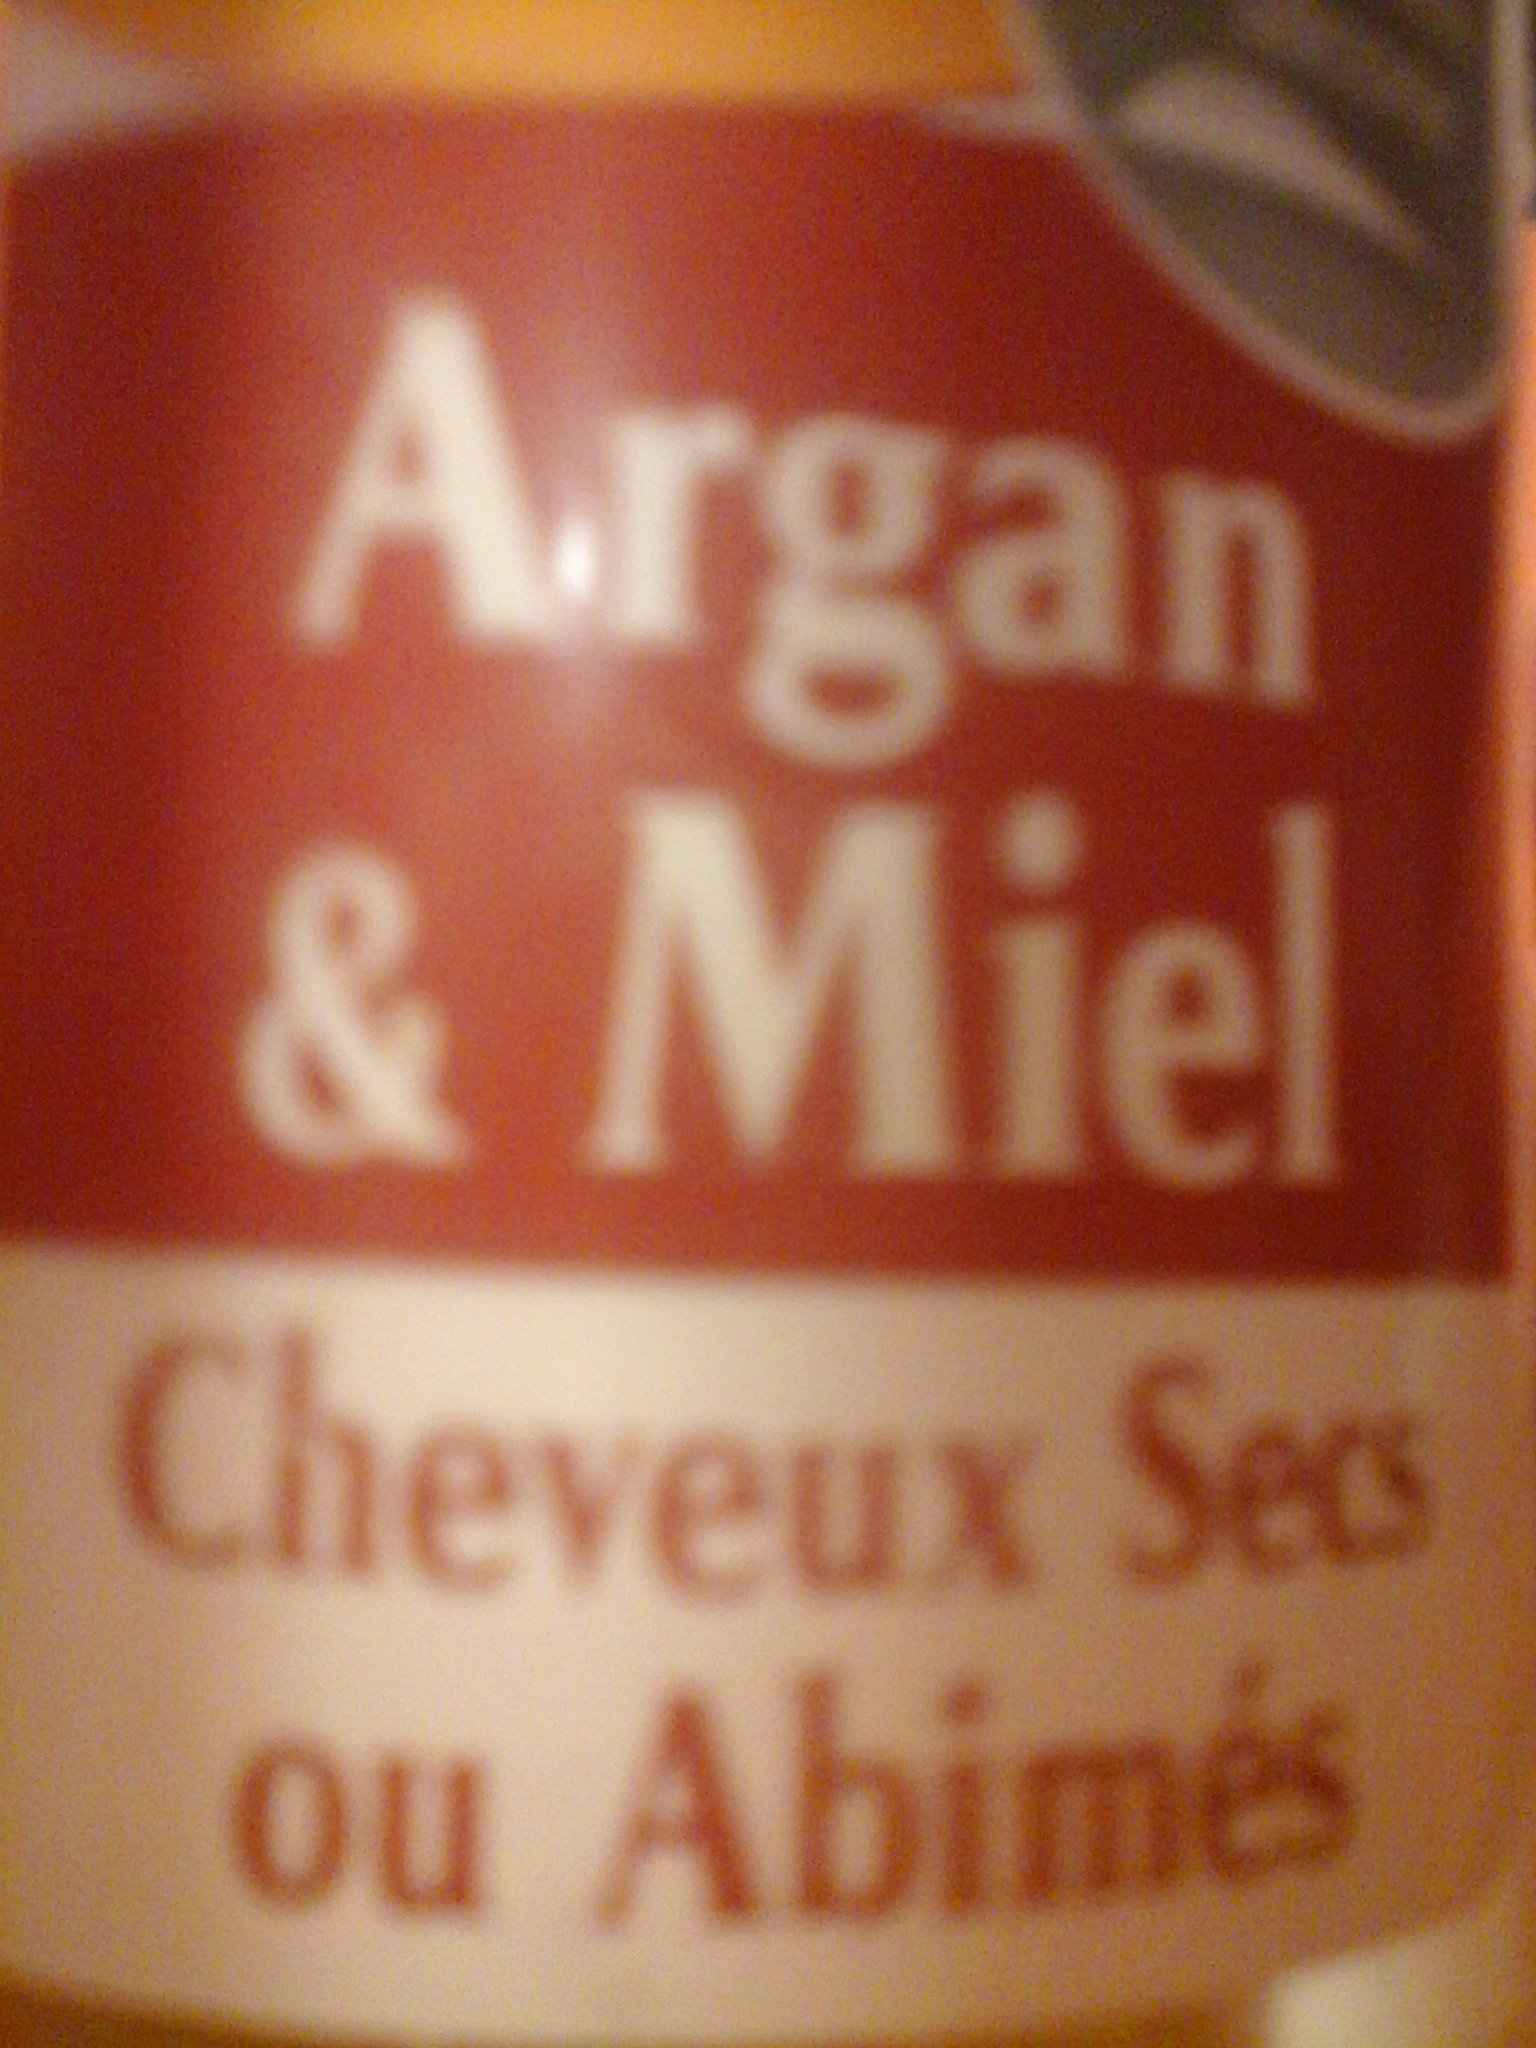 Argan
& Miel
Cheveux Secs
ou Abimés